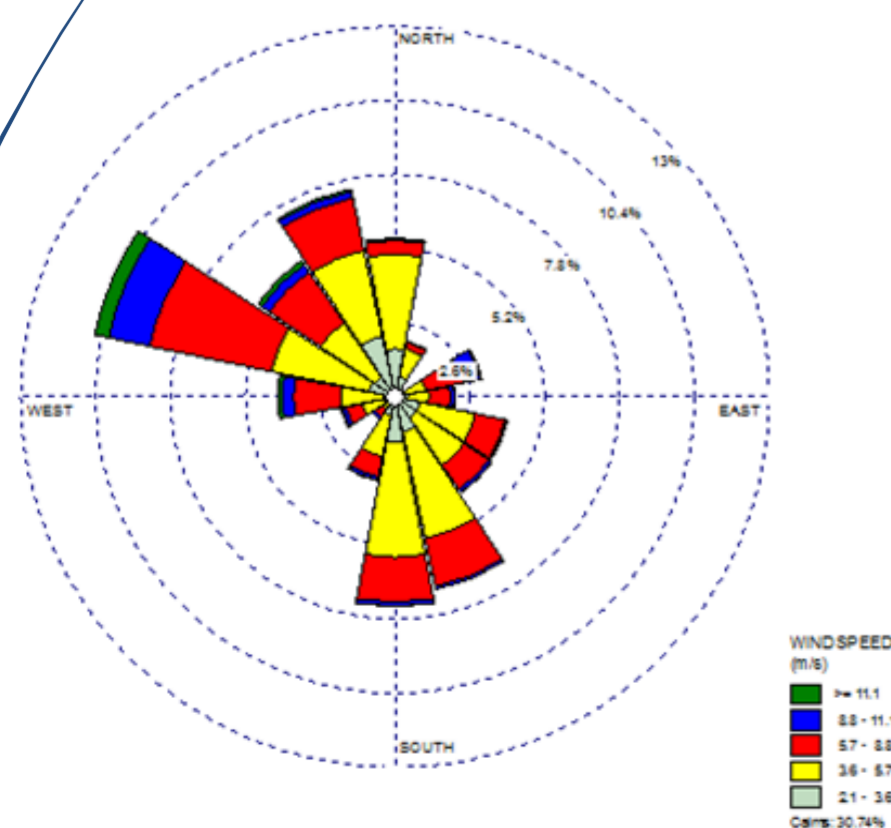 NORTH
13%
10.4%
7.8%
5.2%
2.6%
WEST
EAST
SOUTH
WINDSPEED
(m/s)
>= 11.1
8.8 - 11.1
5.7 - 8.8
3.6 - 5.7
2.1 - 3.6
Calms: 30.74%